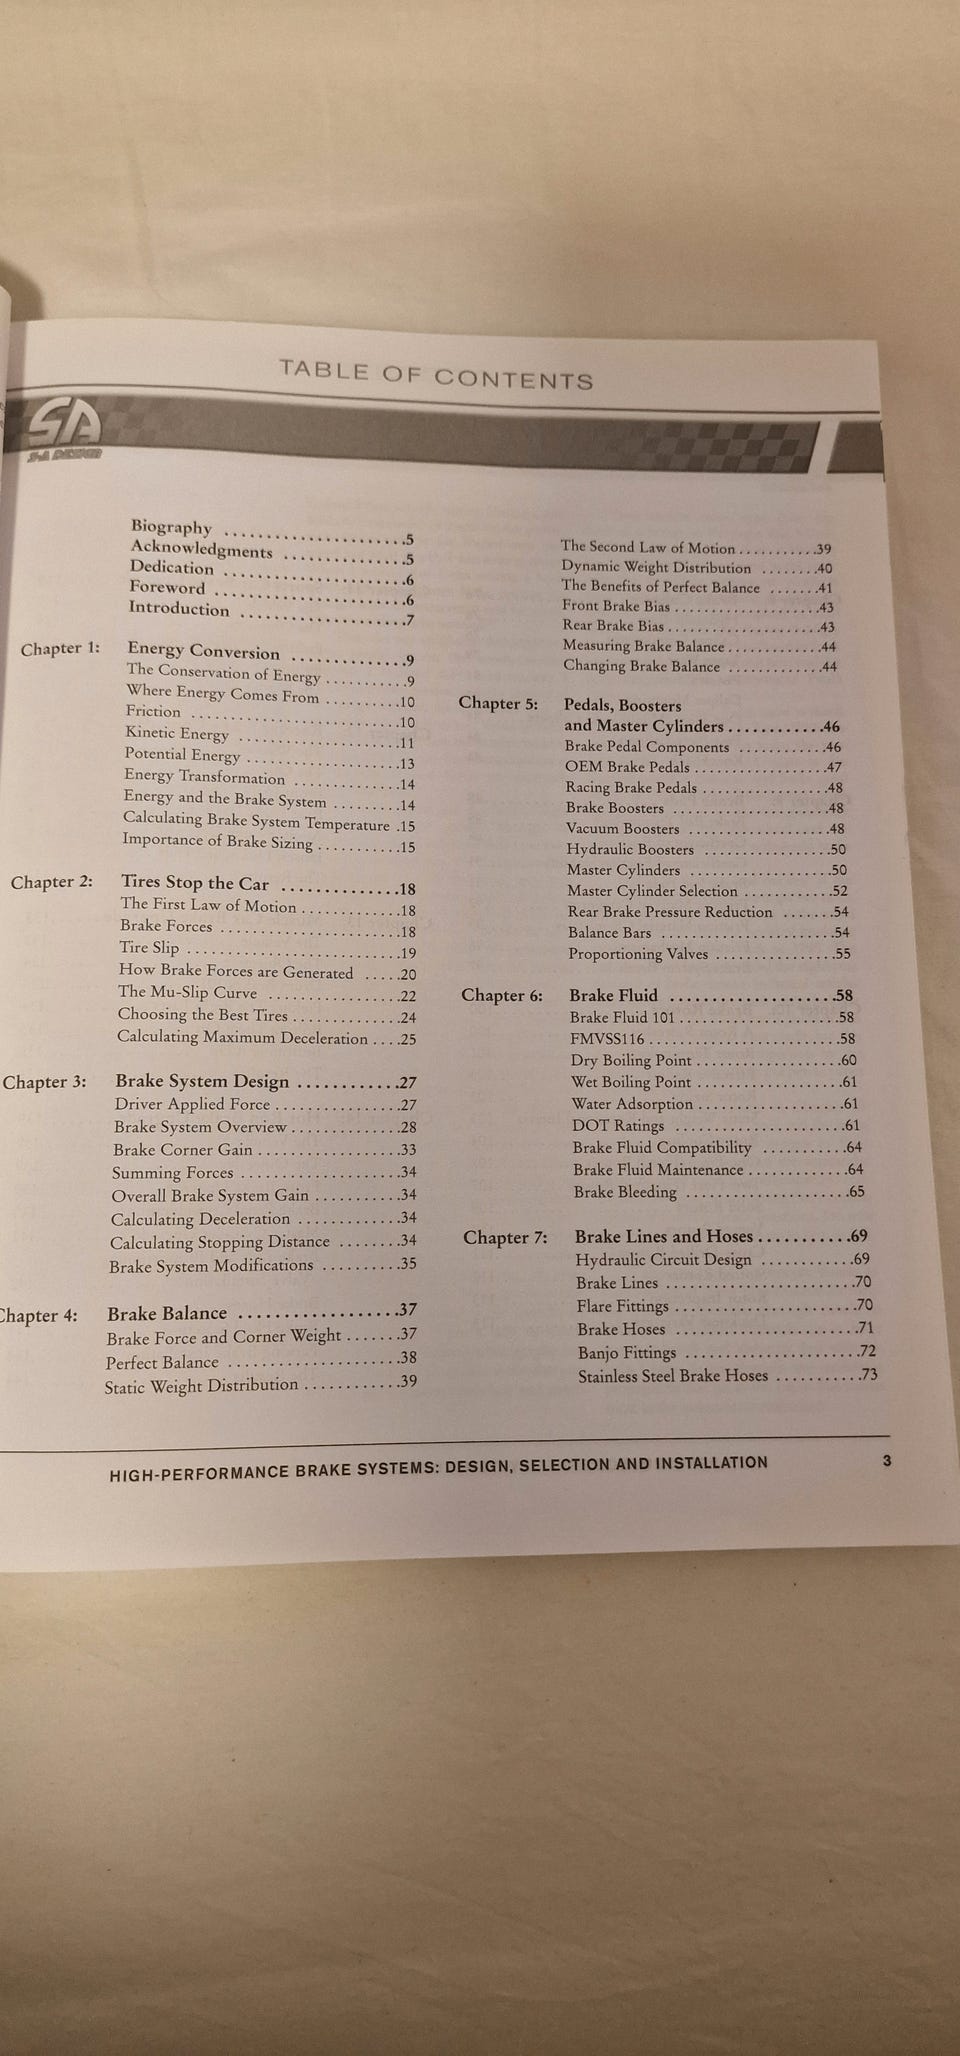 TABLE OF CONTENTS
SA
S-A DESIGN
Biography ....................5
Acknowledgments ..............5
Dedication ...................6
Foreword .....................6
Introduction .................7
Chapter 1: Energy Conversion .............9
The Conservation of Energy ...........9
Where Energy Comes From ..........10
Friction .........................10
Kinetic Energy ....................11
Potential Energy ..................13
Energy Transformation .............14
Energy and the Brake System .........14
Calculating Brake System Temperature .15
Importance of Brake Sizing ...........15
Chapter 2: Tires Stop the Car ..............18
The First Law of Motion .............18
Brake Forces ......................18
Tire Slip .........................19
How Brake Forces are Generated .....20
The Mu-Slip Curve ................22
Choosing the Best Tires ..............24
Calculating Maximum Deceleration ....25
Chapter 3: Brake System Design ............27
Driver Applied Force ................27
Brake System Overview ..............28
Brake Corner Gain ..................33
Summing Forces ...................34
Overall Brake System Gain ...........34
Calculating Deceleration .............34
Calculating Stopping Distance ........34
Brake System Modifications ..........35
Chapter 4: Brake Balance ..................37
Brake Force and Corner Weight .......37
Perfect Balance ....................38
Static Weight Distribution ............39
The Second Law of Motion ...........39
Dynamic Weight Distribution ........40
The Benefits of Perfect Balance .......41
Front Brake Bias ....................43
Rear Brake Bias .....................43
Measuring Brake Balance .............44
Changing Brake Balance .............44
Chapter 5: Pedals, Boosters
and Master Cylinders ............46
Brake Pedal Components ............46
OEM Brake Pedals .................47
Racing Brake Pedals .................48
Brake Boosters ....................48
Vacuum Boosters ..................48
Hydraulic Boosters .................50
Master Cylinders ...................50
Master Cylinder Selection ...........52
Rear Brake Pressure Reduction .......54
Balance Bars ......................54
Proportioning Valves ...............55
Chapter 6: Brake Fluid .....................58
Brake Fluid 101 .....................58
FMVSS116 .........................58
Dry Boiling Point ...................60
Wet Boiling Point ...................61
Water Adsorption ...................61
DOT Ratings ......................61
Brake Fluid Compatibility ...........64
Brake Fluid Maintenance .............64
Brake Bleeding .....................65
Chapter 7: Brake Lines and Hoses ...........69
Hydraulic Circuit Design ............69
Brake Lines .......................70
Flare Fittings .......................70
Brake Hoses .......................71
Banjo Fittings .....................72
Stainless Steel Brake Hoses ...........73
HIGH-PERFORMANCE BRAKE SYSTEMS: DESIGN, SELECTION AND INSTALLATION 3